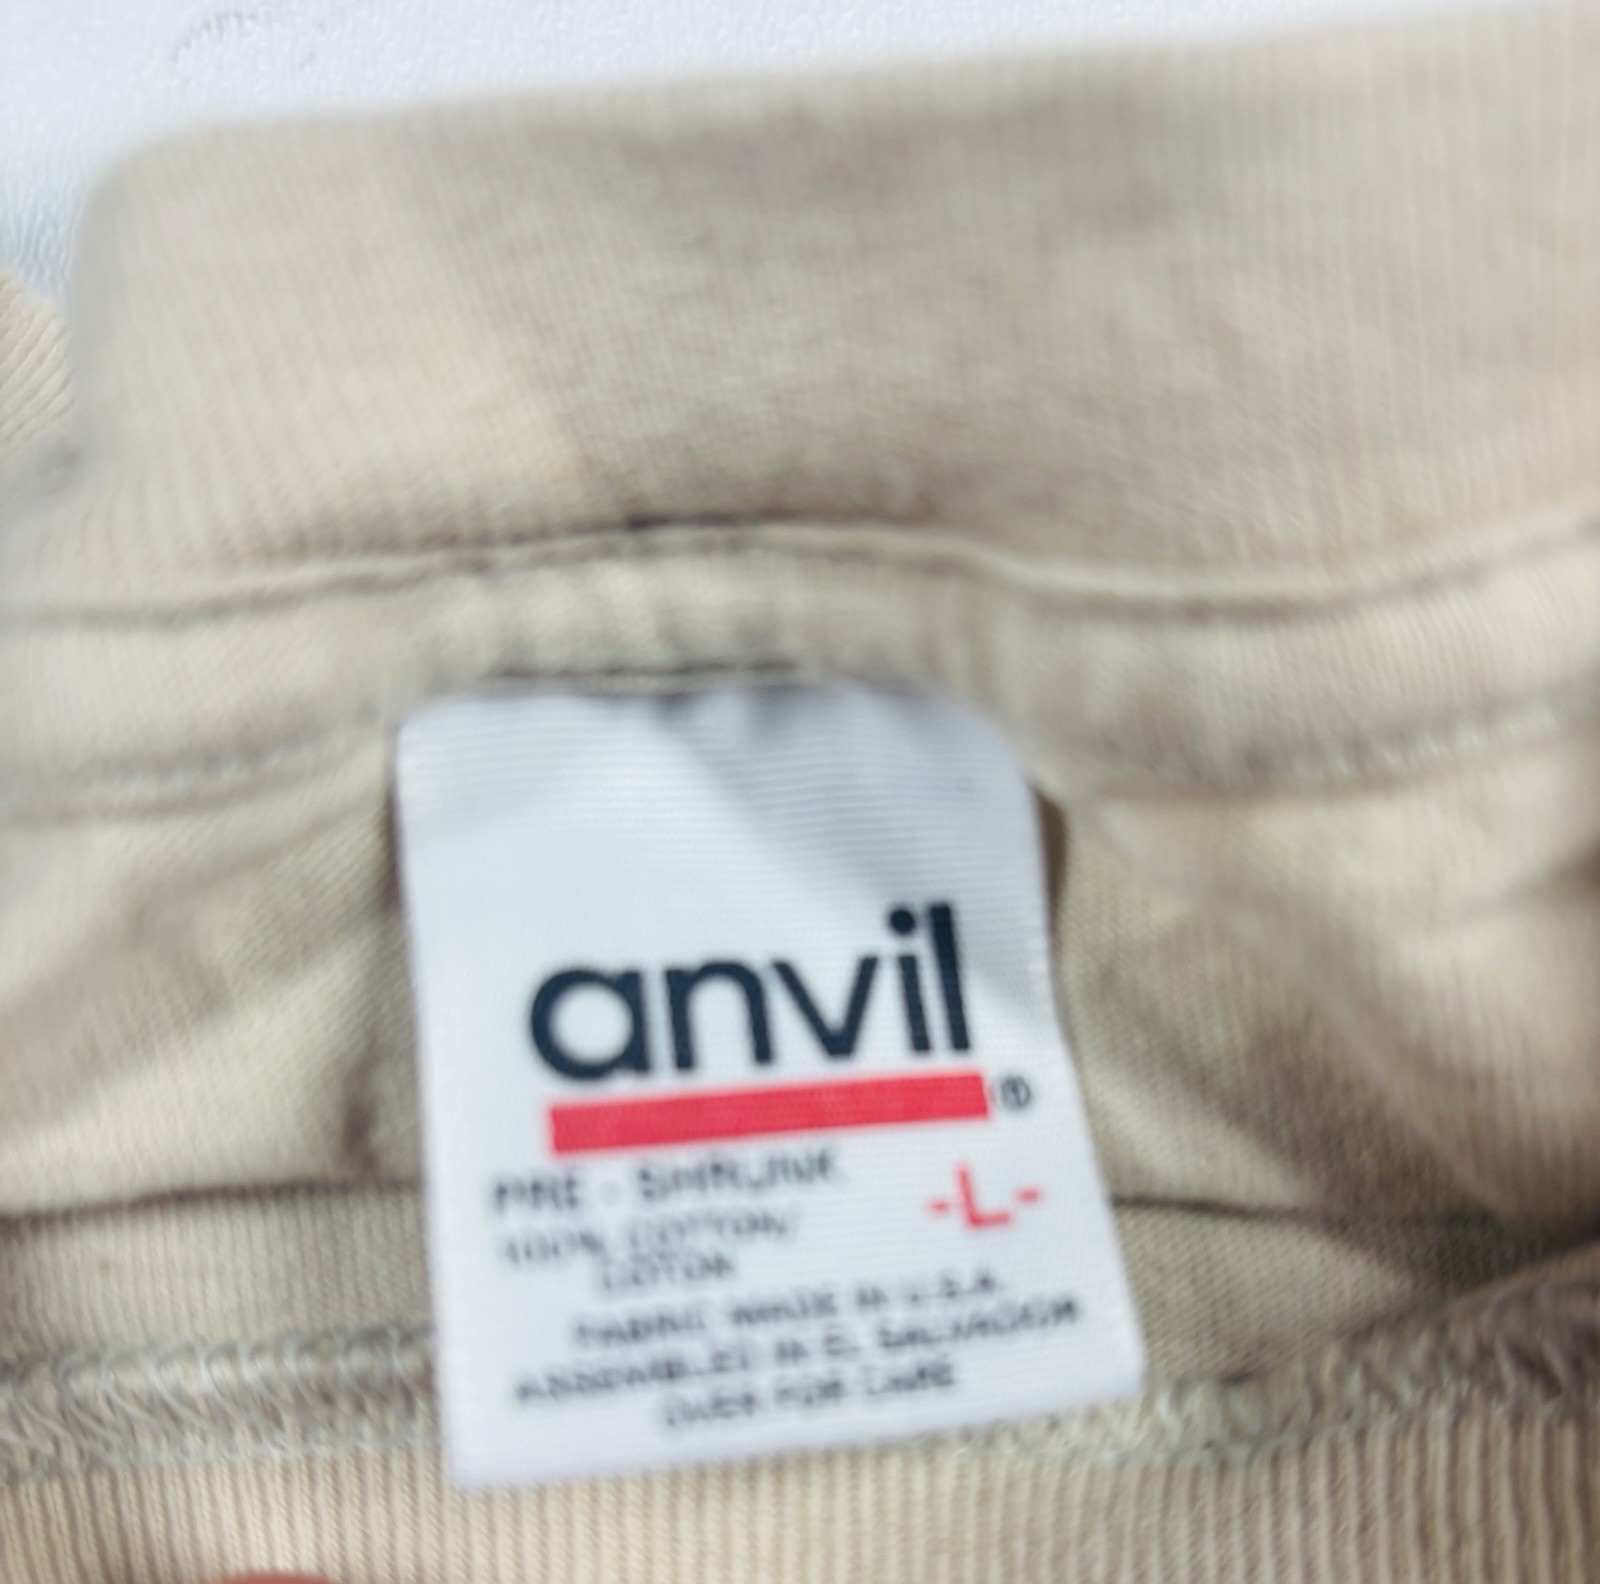 anvil®
PRE-SHRUNK
-L-
100% COTTON/
COTON
FABRIC MADE IN U.S.A.
ASSEMBLED IN EL SALVADOR
OVER FOR CARE